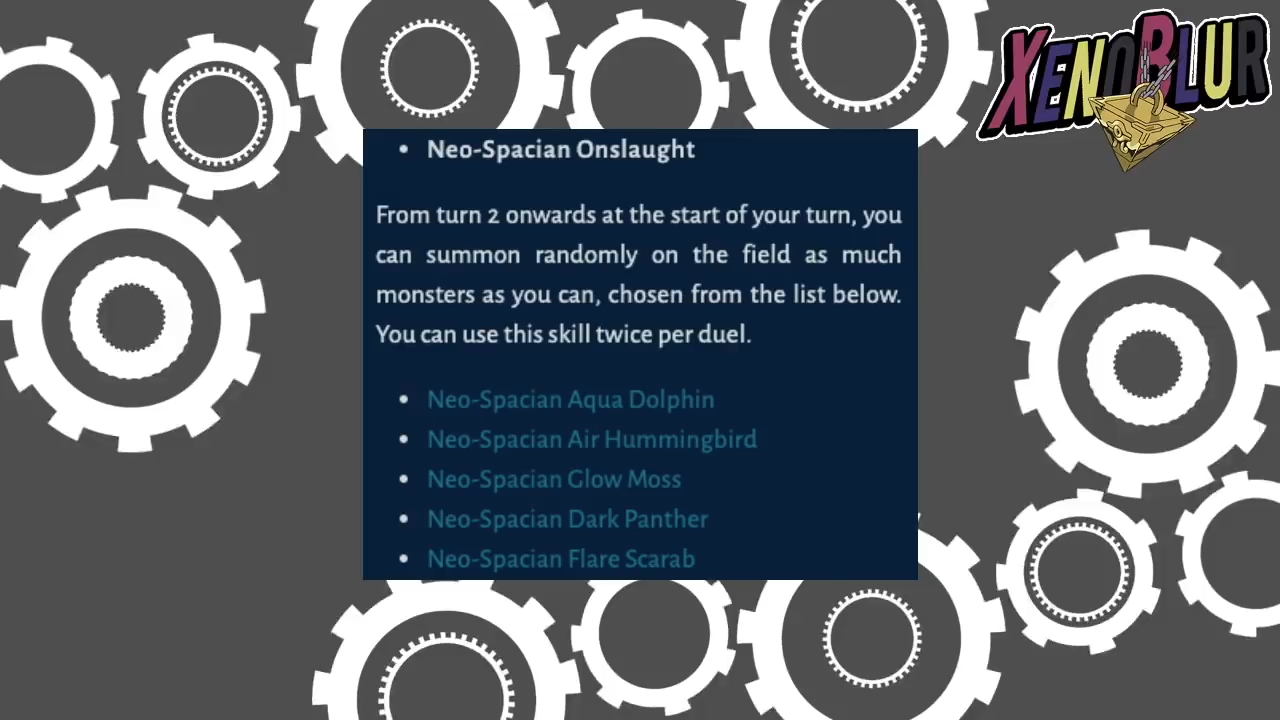 XENOBLUR
• Neo-Spacian Onslaught
From turn 2 onwards at the start of your turn, you
can summon randomly on the field as much
monsters as you can, chosen from the list below.
You can use this skill twice per duel.
• Neo-Spacian Aqua Dolphin
• Neo-Spacian Air Hummingbird
• Neo-Spacian Glow Moss
• Neo-Spacian Dark Panther
• Neo-Spacian Flare Scarab